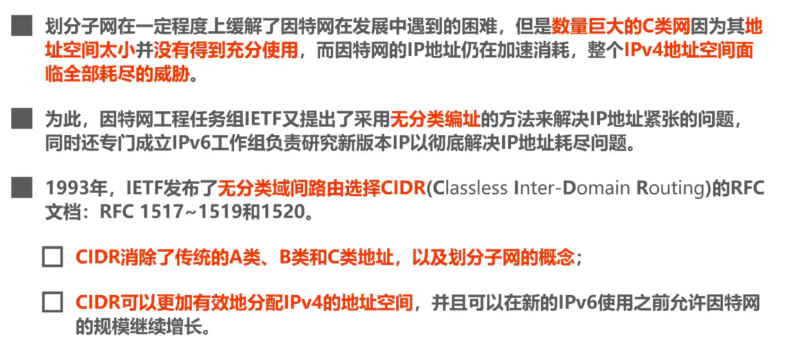 划分子网在一定程度上缓解了因特网在发展中遇到的困难，但是数量巨大的C类网因为其地
址空间太小并没有得到充分使用，而因特网的IP地址仍在加速消耗，整个IPv4地址空间面
临全部耗尽的威胁。
为此，因特网工程任务组IETF又提出了采用无分类编址的方法来解决IP地址紧张的问题，
同时还专门成立IPv6工作组负责研究新版本IP以彻底解决IP地址耗尽问题。
1993年，IETF发布了无分类域间路由选择CIDR(Classless Inter-Domain Routing)的RFC
文档：RFC 1517~1519和1520。
CIDR消除了传统的A类、B类和C类地址，以及划分子网的概念；
CIDR可以更加有效地分配IPv4的地址空间，并且可以在新的IPv6使用之前允许因特网
的规模继续增长。